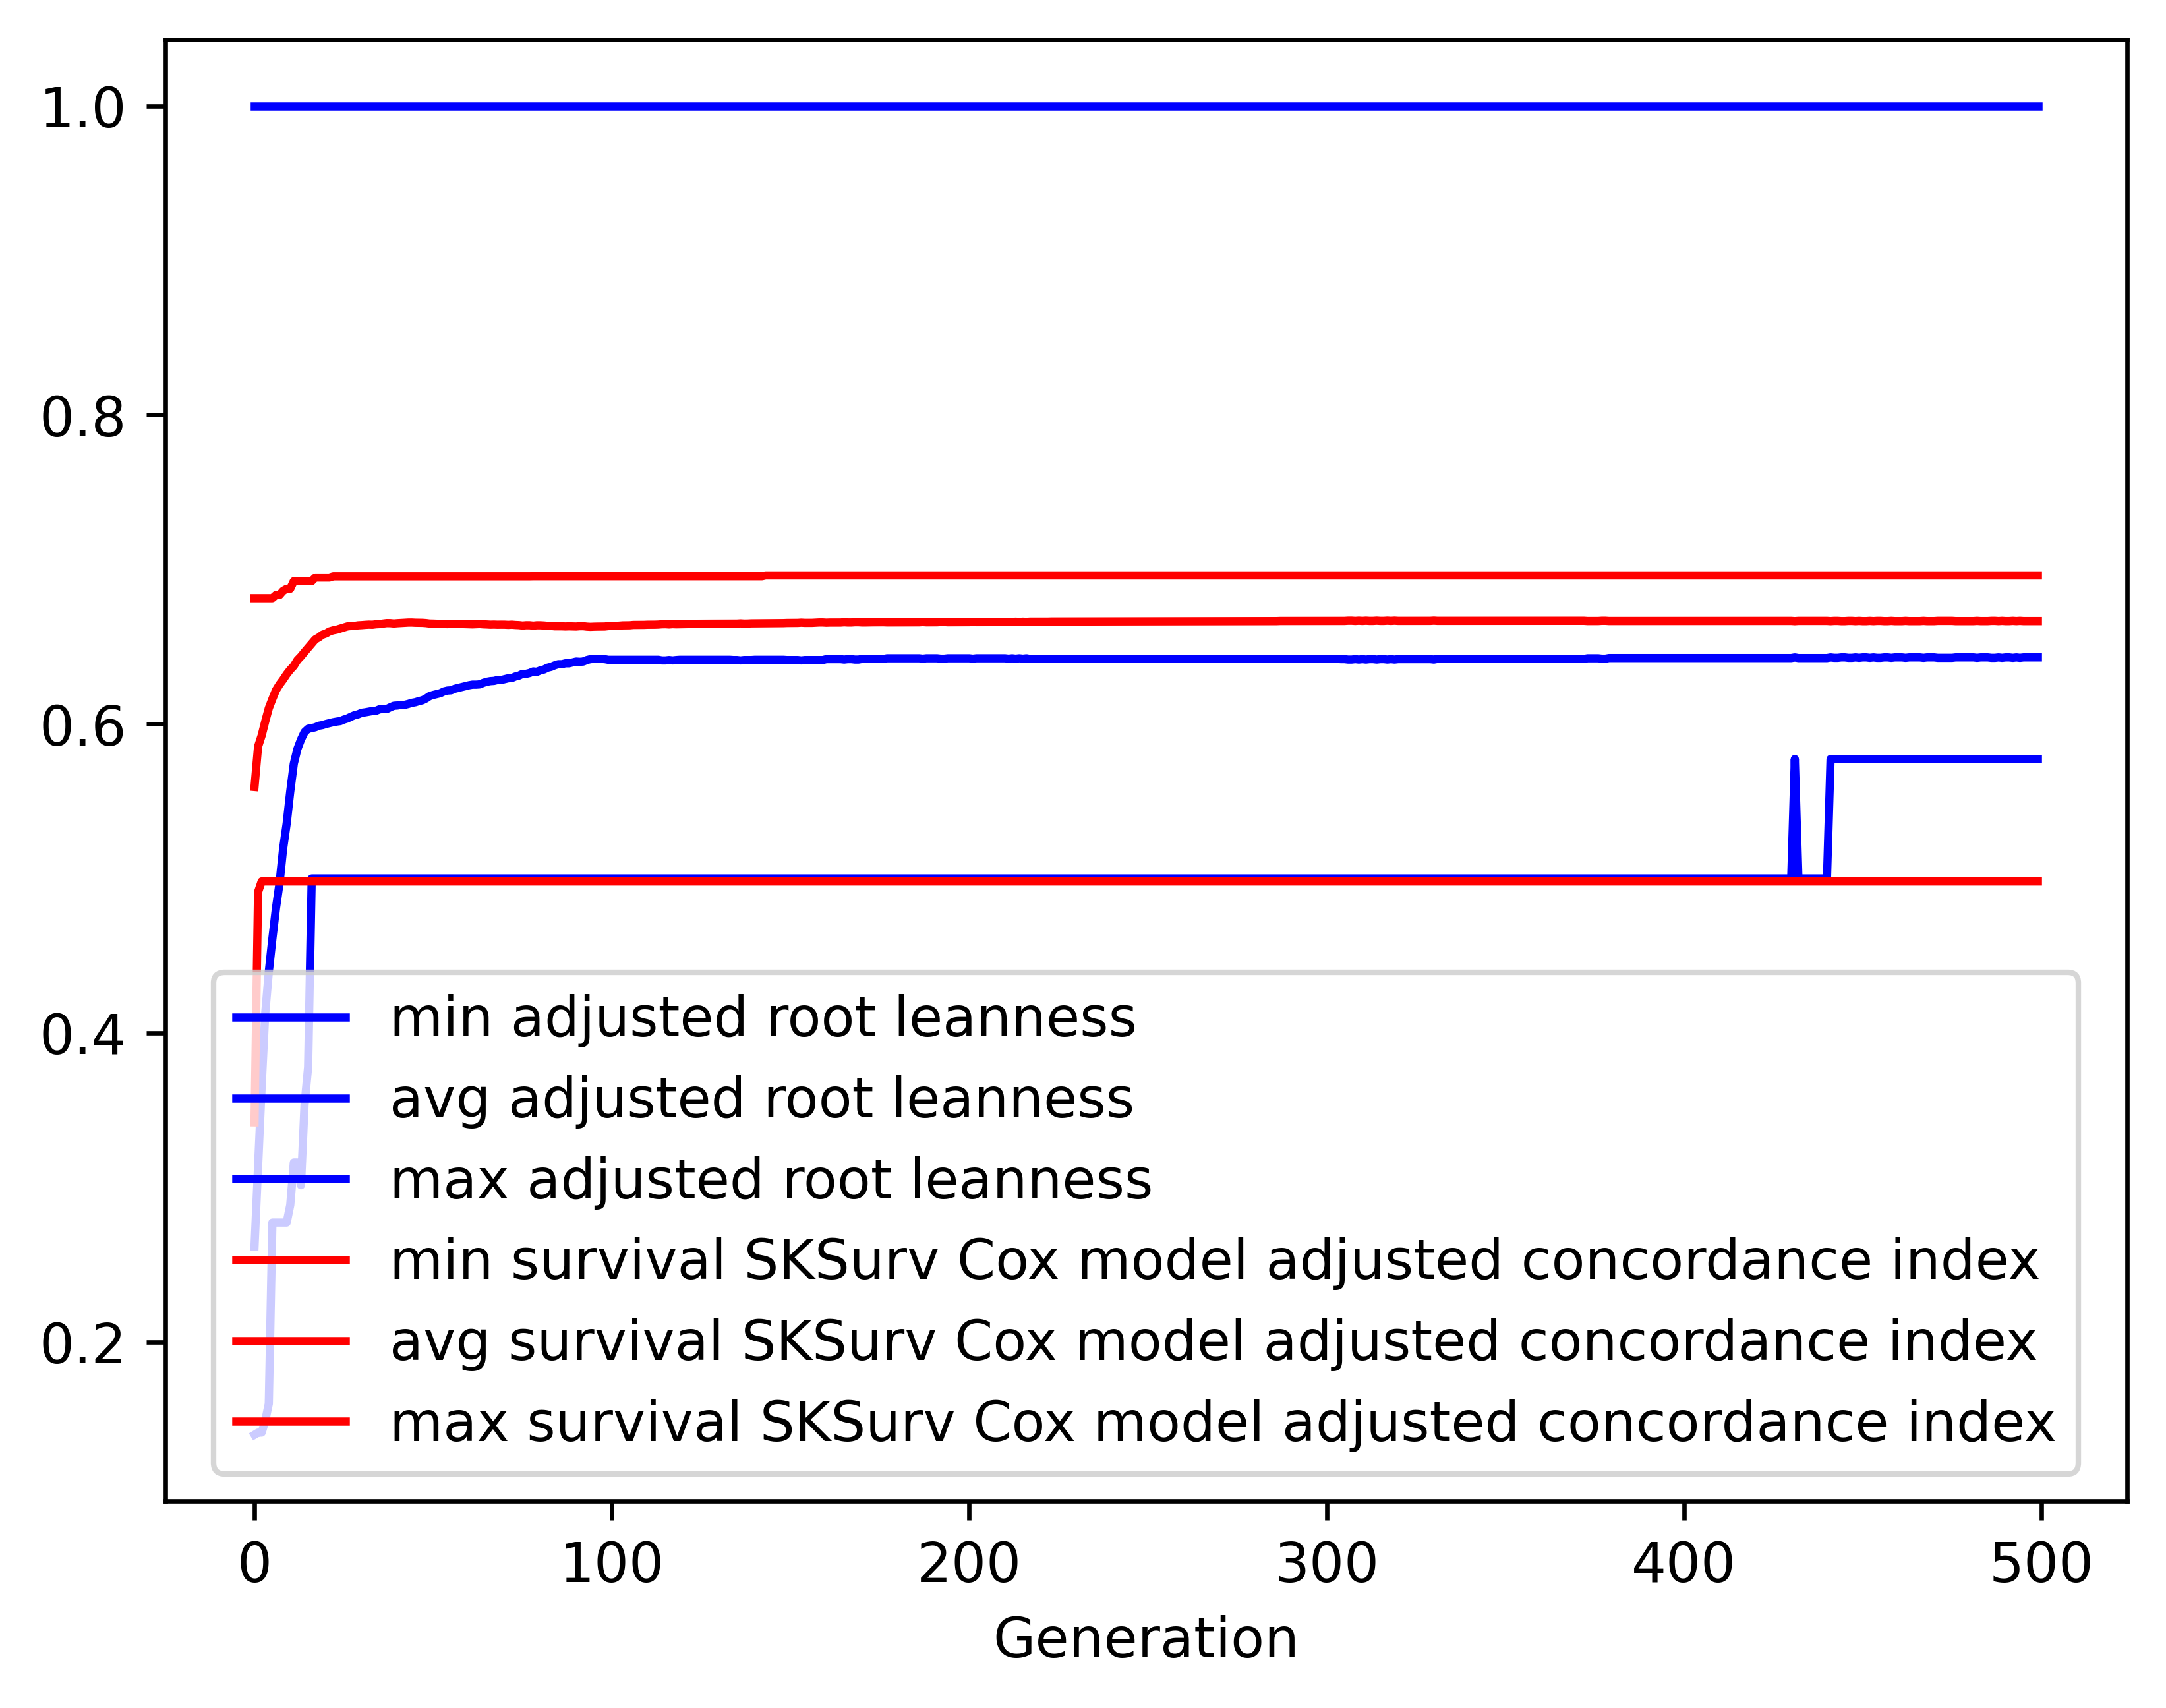 1.0
0.8
0.6
0.4
0.2
min adjusted root leanness
avg adjusted root leanness
max adjusted root leanness
min survival SKSurv Cox model adjusted concordance index
avg survival SKSurv Cox model adjusted concordance index
max survival SKSurv Cox model adjusted concordance index
0 100 200 300 400 500
Generation